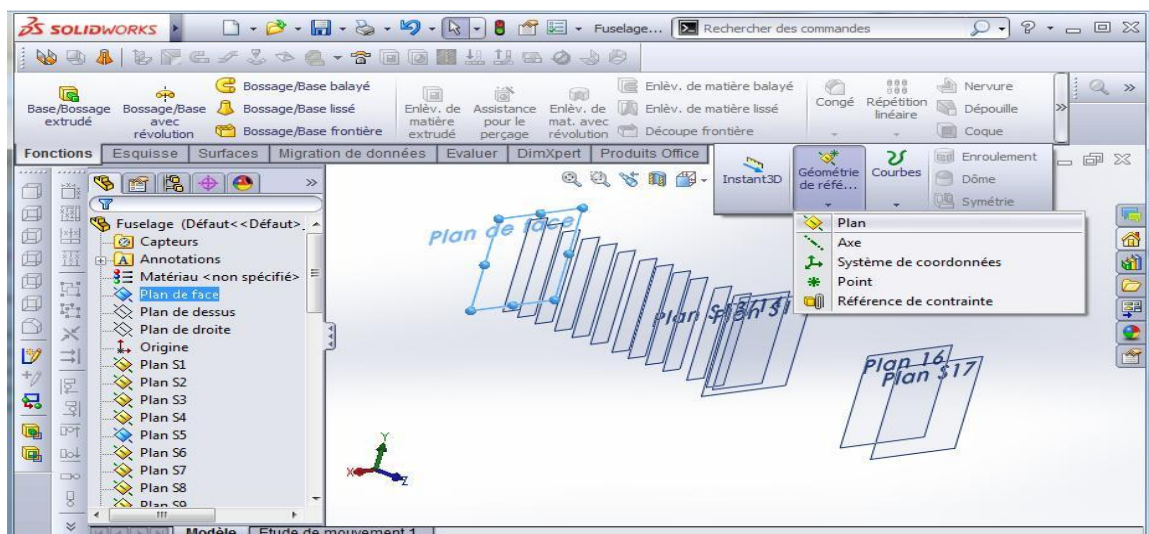 SOLIDWORKS
Fuselage...
Rechercher des commandes
Base/Bossage extrudé
Bossage/Base avec révolution
Bossage/Base balayé
Bossage/Base lissé
Bossage/Base frontière
Enlèv. de matière extrudé
Assistance pour le perçage
Enlèv. de mat. avec révolution
Enlèv. de matière balayé
Enlèv. de matière lissé
Découpe frontière
Congé
Répétition linéaire
Nervure
Dépouille
Coque
Fonctions
Esquisse
Surfaces
Migration de données
Evaluer
DimXpert
Produits Office
Instant3D
Géométrie de réfé...
Courbes
Enroulement
Dôme
Symétrie
Plan
Axe
Système de coordonnées
Point
Référence de contrainte
Fuselage (Défaut<<Défaut>
Capteurs
Annotations
Matériau <non spécifié>
Plan de face
Plan de dessus
Plan de droite
Origine
Plan S1
Plan S2
Plan S3
Plan S4
Plan S5
Plan S6
Plan S7
Plan S8
Plan S9
Plan de face
Plan 16
Plan S17
Y
X
Z
Modèle
Etude de mouvement 1